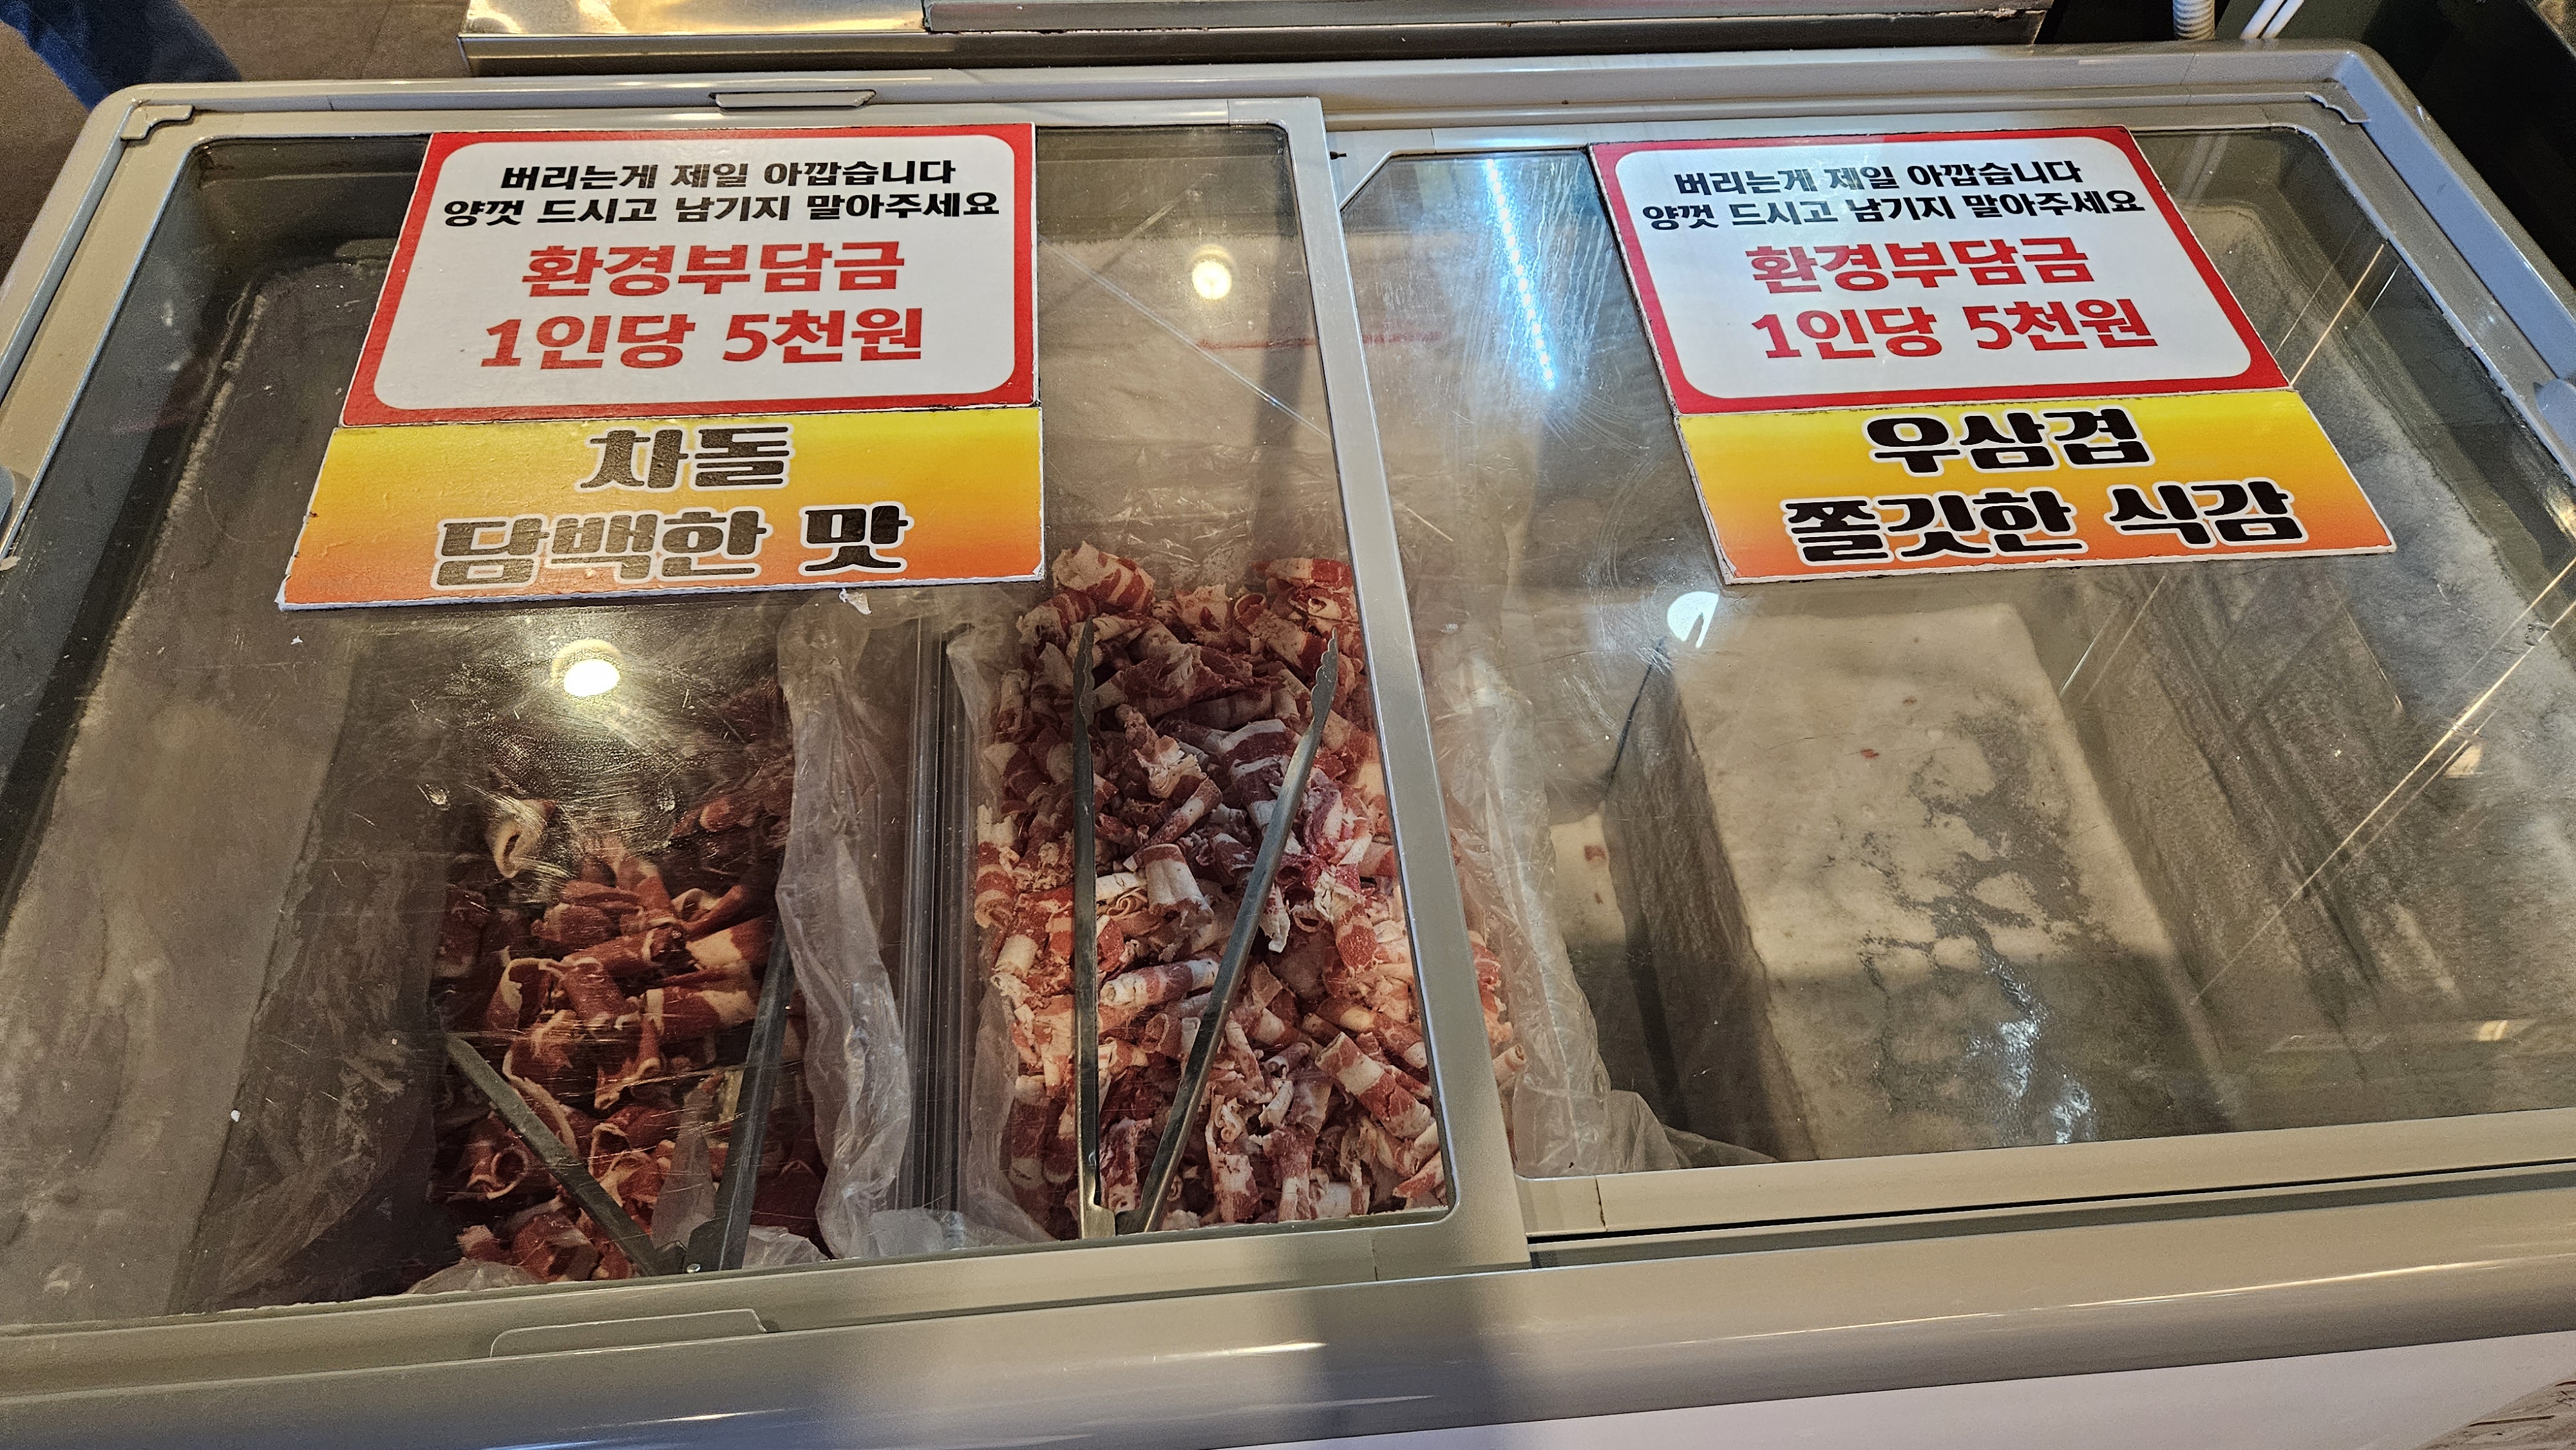 버리는게 제일 아깝습니다
양껏 드시고 남기지 말아주세요
환경부담금
1인당 5천원
차돌
담백한 맛
버리는게 제일 아깝습니다
양껏 드시고 남기지 말아주세요
환경부담금
1인당 5천원
우삼겹
쫄깃한 식감